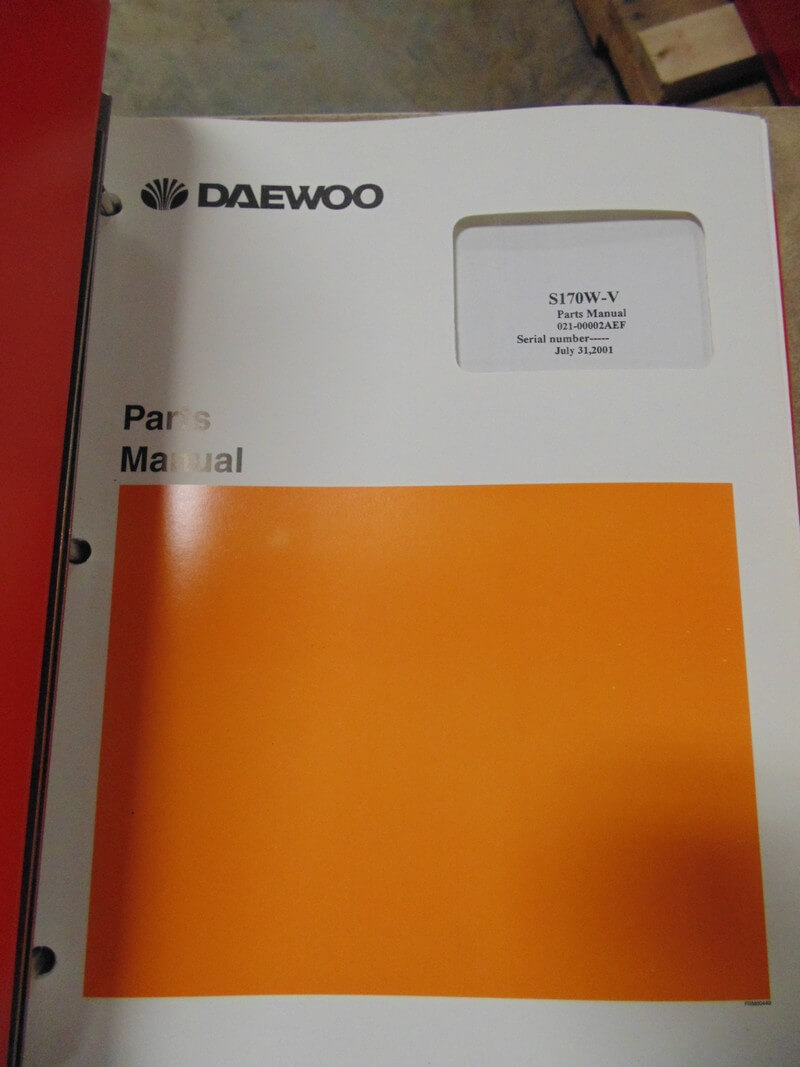 DAEWOO
S170W-V
Parts Manual
021-00002AEF
Serial number-----
July 31,2001
Parts
Manual